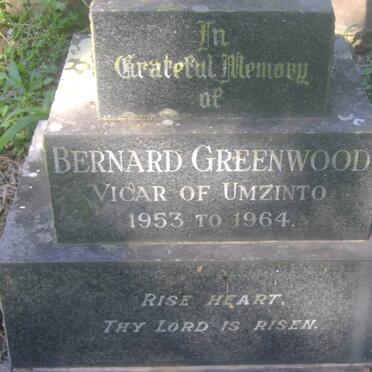 In
Grateful Memory
of
BERNARD GREENWOOD
VICAR OF UMZINTO
1953 TO 1964.
RISE HEART,
THY LORD IS RISEN.